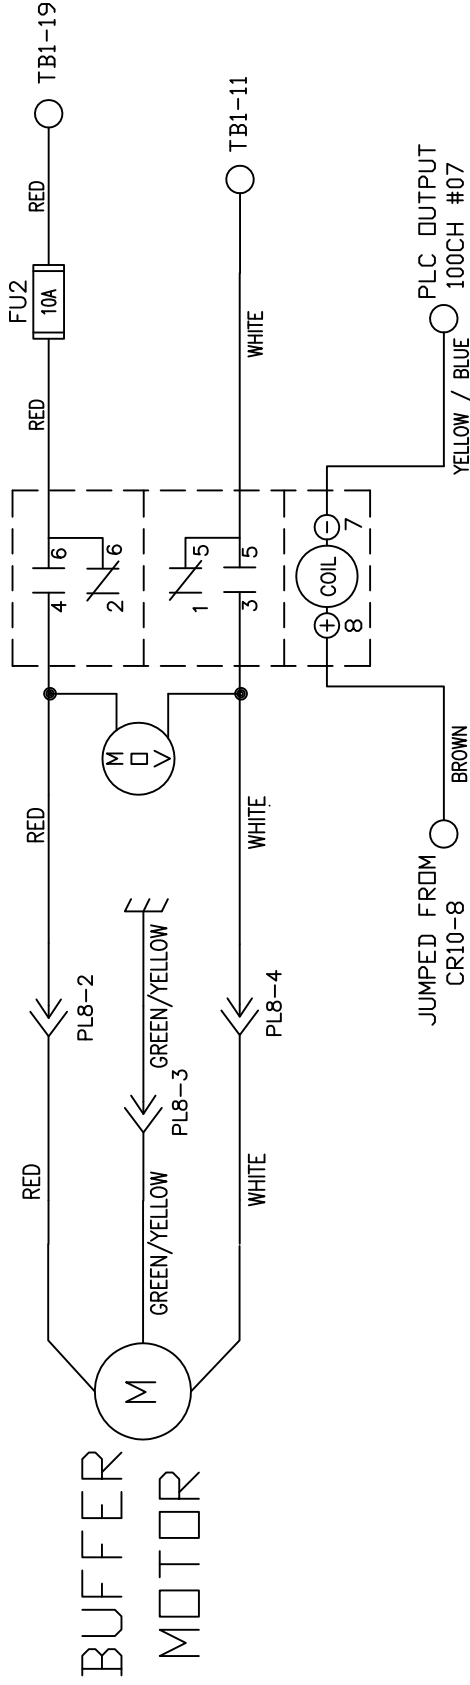 BUFFER
MOTOR
M
RED
GREEN/YELLOW
WHITE
PL8-2
PL8-3
PL8-4
GREEN/YELLOW
RED
WHITE
MOV
4
6
2
6
1
5
3
5
8
+
COIL
-
7
JUMPED FROM
CR10-8
BROWN
RED
FU2
10A
RED
TB1-19
WHITE
TB1-11
YELLOW / BLUE
PLC OUTPUT
100CH #07